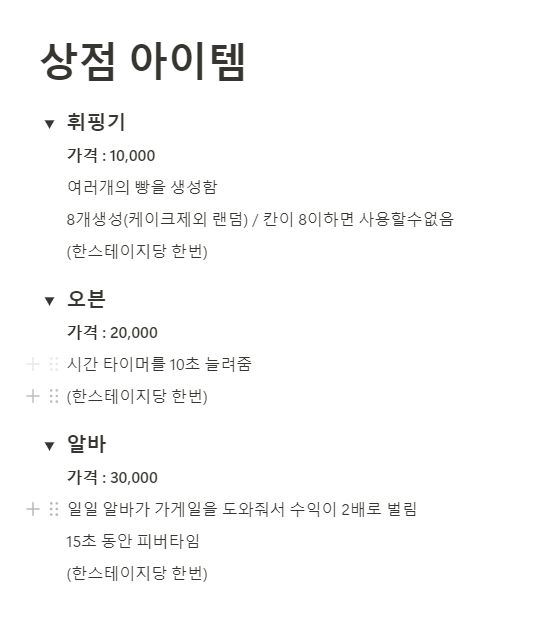 상점 아이템
휘핑기
가격 : 10,000
여러개의 빵을 생성함
8개생성(케이크제외 랜덤) / 칸이 8이하면 사용할수없음
(한스테이지당 한번)
오븐
가격 : 20,000
시간 타이머를 10초 늘려줌
(한스테이지당 한번)
알바
가격 : 30,000
일일 알바가 가게일을 도와줘서 수익이 2배로 벌림
15초 동안 피버타임
(한스테이지당 한번)